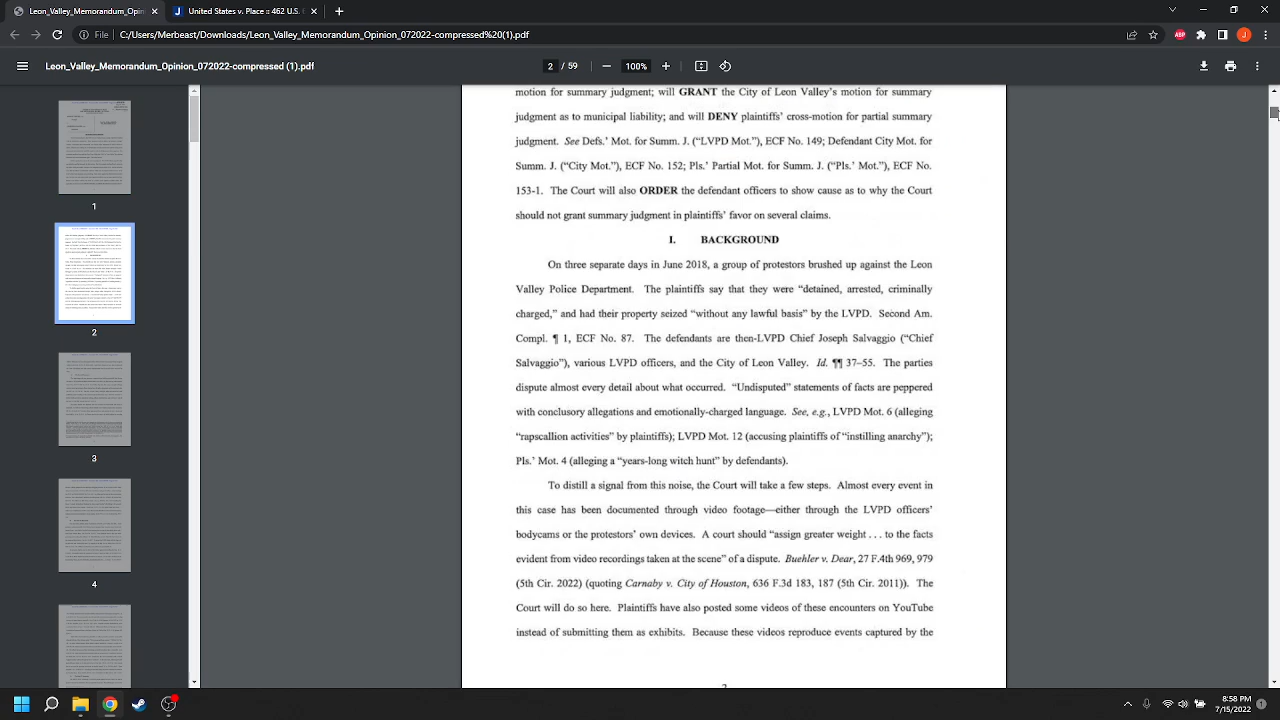 City of Houston v. Hill :: 482 U.S.
File
C:/Users/Merdeast/Downloads/Leon_Valley_Memorandum_Opinion_072022-compressed%20(1).pdf
ABP
J
Leon_Valley_Memorandum_Opinion_072022-compressed (1).pdf
2 / 59
100%
motion for summary judgment; will GRANT the City of Leon Valley's motion for summary
judgment as to municipal liability; and will DENY plaintiffs' cross-motion for partial summary
judgment. See Defs.' Mot. for Summ. J. ("LVPD Mot."), ECF No. 149; Defendant City Mot. for
Summ. J. ("City Mot."), ECF No. 152; Pls.' Partial Mot. for Summ. J. ("Pls.' Mot."), ECF No.
153-1. The Court will also ORDER the defendant officers to show cause as to why the Court
should not grant summary judgment in plaintiffs' favor on several claims.
I. BACKGROUND
On three separate days in June 2018, a group of protestors brushed up against the Leon
Valley Police Department. The plaintiffs say that they were "detained, arrested, criminally
charged," and had their property seized "without any lawful basis" by the LVPD. Second Am.
Compl. ¶ 1, ECF No. 87. The defendants are then-LVPD Chief Joseph Salvaggio ("Chief
Salvaggio"), various LVPD officers, and the City of Leon Valley. Id. ¶¶ 37–55. The parties
dispute almost every detail about what occurred. "Undisputed" statements of facts are peppered
with conclusory allegations and emotionally-charged language. See, e.g., LVPD Mot. 6 (alleging
"rapscallion activities" by plaintiffs); LVPD Mot. 12 (accusing plaintiffs of "instilling anarchy");
Pls.' Mot. 4 (alleging a "years-long witch hunt" by defendants).
To distill a signal from this noise, the Court will take a few steps. Almost every event in
this case has been documented through video footage—either through the LVPD officers'
bodycams or the protestors' own devices. A court should "assign greater weight . . . to the facts
evident from video recordings taken at the scene" of a dispute. Buehler v. Dear, 27 F.4th 969, 979
(5th Cir. 2022) (quoting Carnaby v. City of Houston, 636 F.3d 183, 187 (5th Cir. 2011)). The
Court will do so here. Plaintiffs have also posted some videos of these encounters on YouTube
instead of submitting them as exhibits. Because these videos reproduce events captured by the
1
2
3
4
8:58 PM
7/15/2022